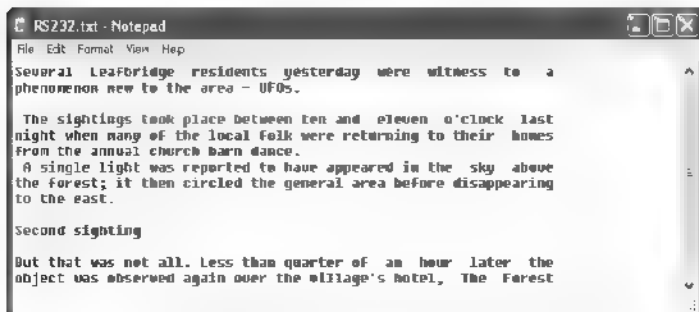 RS232.txt - Notepad
File Edit Format View Help
Several Leafbridge residents yesterday were witness to a
phenomenon new to the area - UFOs.
The sightings took place between ten and eleven o'clock last
night when many of the local folk were returning to their homes
from the annual church barn dance.
A single light was reported to have appeared in the sky above
the forest; it then circled the general area before disappearing
to the east.
Second sighting
But that was not all. Less than quarter of an hour later the
object was observed again over the village's hotel, The Forest